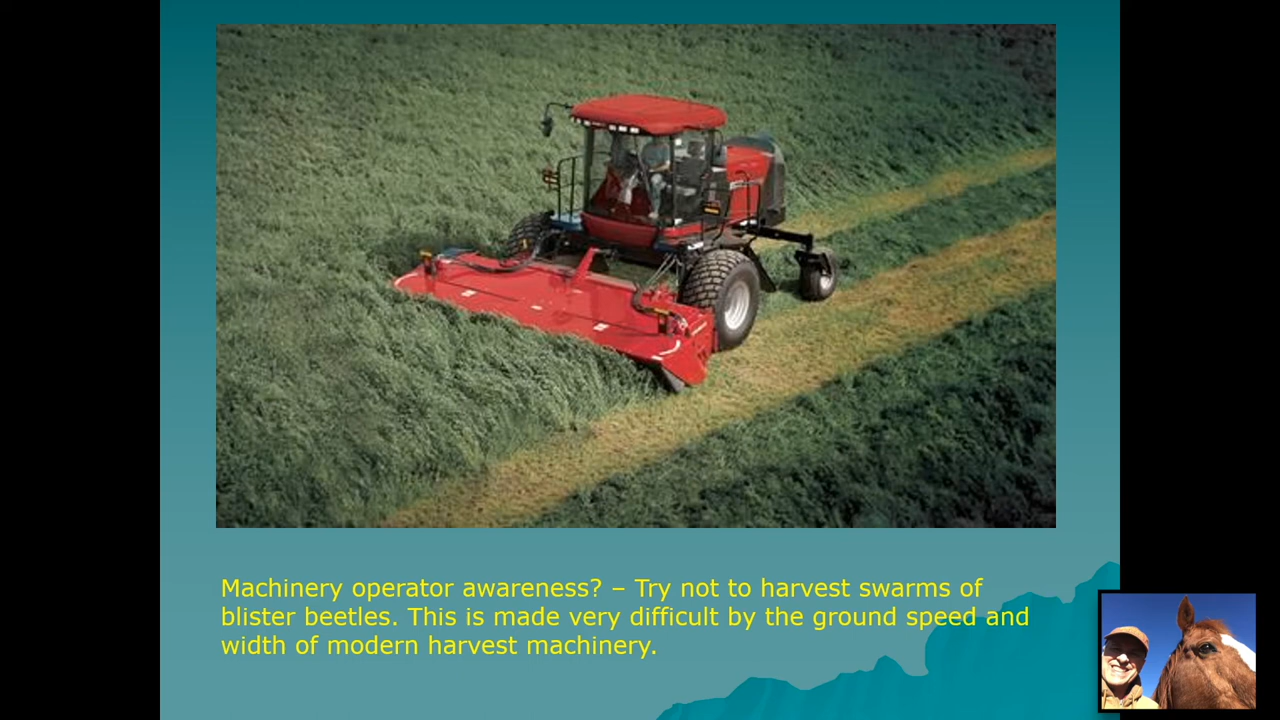 Machinery operator awareness? – Try not to harvest swarms of
blister beetles. This is made very difficult by the ground speed and
width of modern harvest machinery.